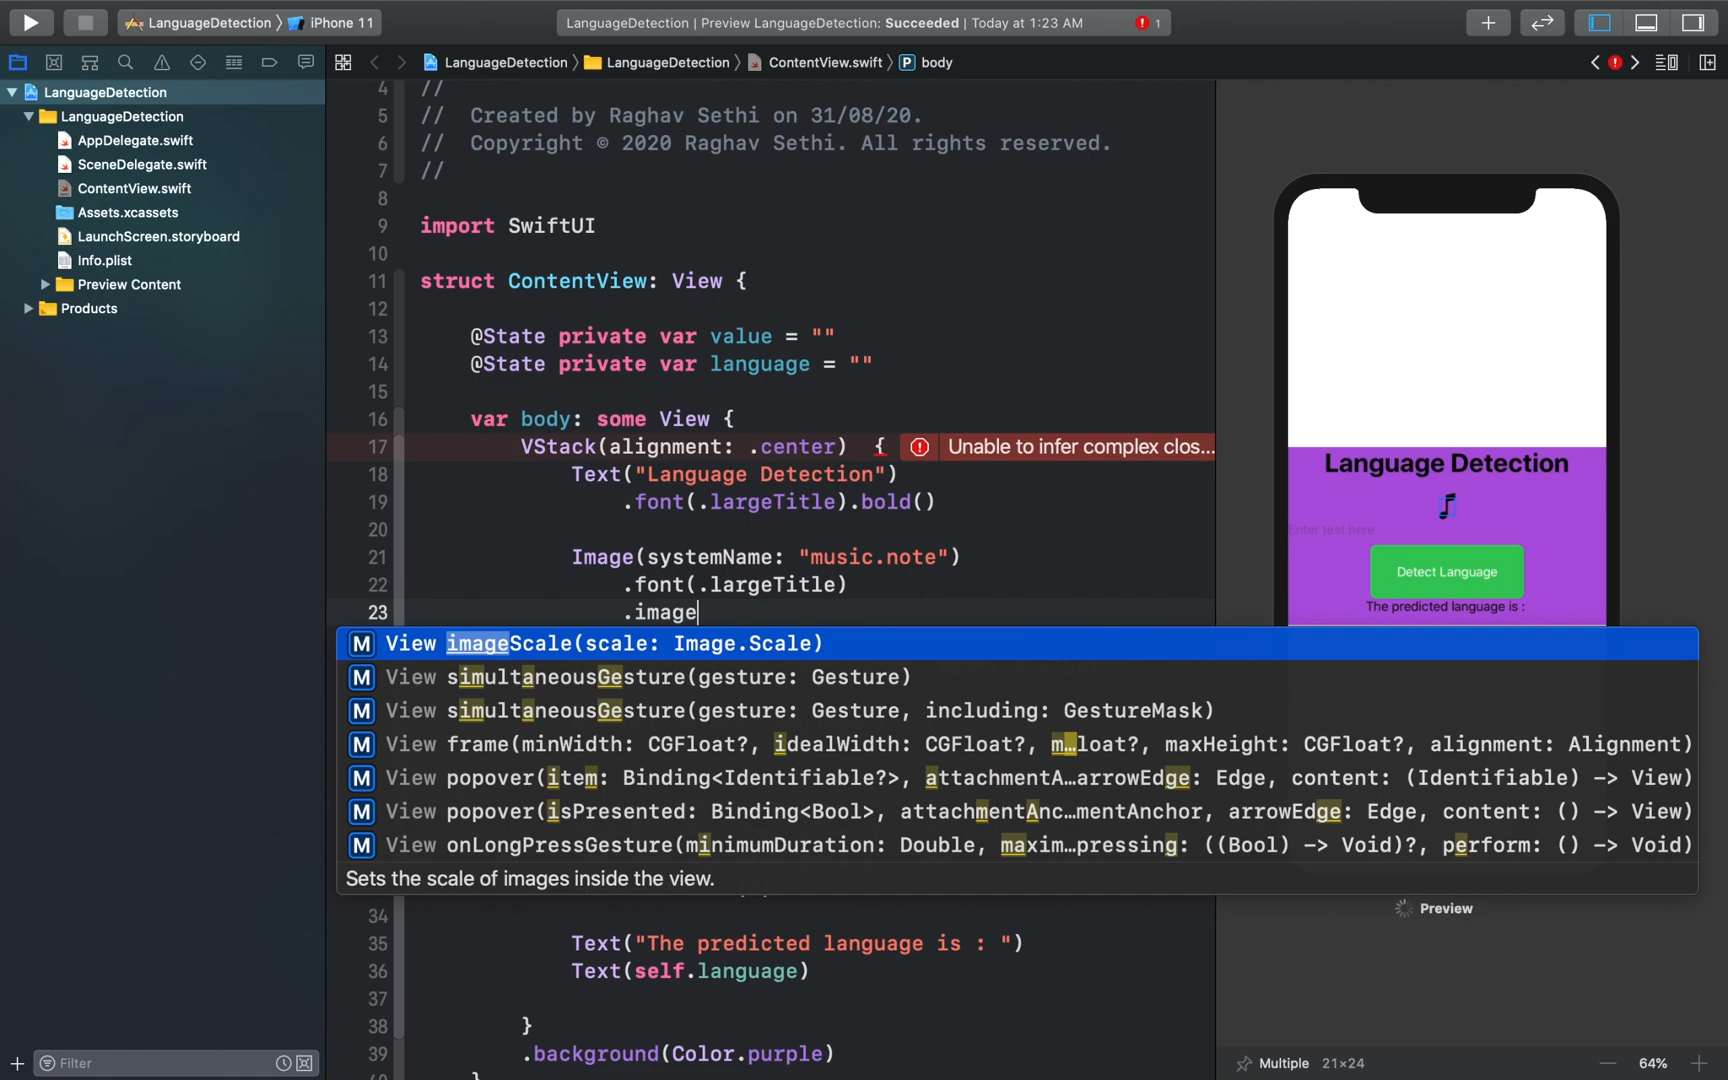 LanguageDetection
iPhone 11
LanguageDetection | Preview LanguageDetection: Succeeded | Today at 1:23 AM
1
LanguageDetection
LanguageDetection
ContentView.swift
P body
LanguageDetection
LanguageDetection
AppDelegate.swift
SceneDelegate.swift
ContentView.swift
Assets.xcassets
LaunchScreen.storyboard
Info.plist
Preview Content
Products
4 //
5 //  Created by Raghav Sethi on 31/08/20.
6 //  Copyright © 2020 Raghav Sethi. All rights reserved.
7 //
8
9 import SwiftUI
10
11 struct ContentView: View {
12
13 @State private var value = ""
14 @State private var language = ""
15
16 var body: some View {
17 VStack(alignment: .center)  { Unable to infer complex clos...
18 Text("Language Detection")
19 .font(.largeTitle).bold()
20
21 Image(systemName: "music.note")
22 .font(.largeTitle)
23 .image
M View imageScale(scale: Image.Scale)
M View simultaneousGesture(gesture: Gesture)
M View simultaneousGesture(gesture: Gesture, including: GestureMask)
M View frame(minWidth: CGFloat?, idealWidth: CGFloat?, m…loat?, maxHeight: CGFloat?, alignment: Alignment)
M View popover(item: Binding<Identifiable?>, attachmentA…arrowEdge: Edge, content: (Identifiable) -> View)
M View popover(isPresented: Binding<Bool>, attachmentAnc…mentAnchor, arrowEdge: Edge, content: () -> View)
M View onLongPressGesture(minimumDuration: Double, maxim…pressing: ((Bool) -> Void)?, perform: () -> Void)
Sets the scale of images inside the view.
34
35 Text("The predicted language is : ")
36 Text(self.language)
37
38 }
39 .background(Color.purple)
}
Language Detection
Enter text here
Detect Language
The predicted language is :
Preview
Filter
Multiple 21×24
64%